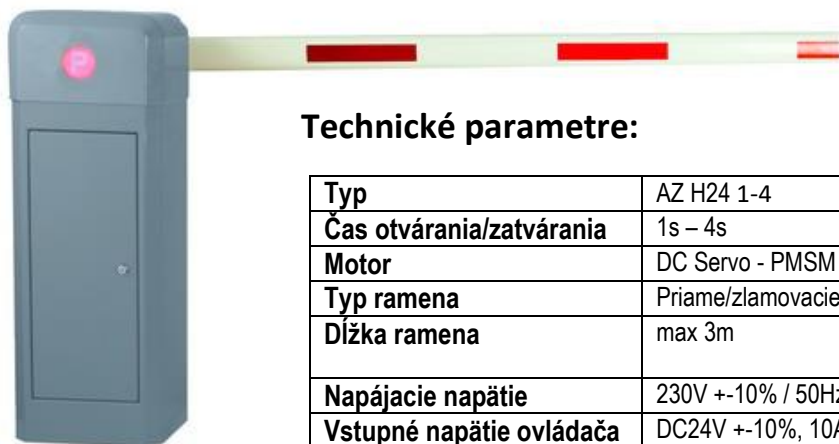 P
Technické parametre:
Typ AZ H24 1-4
Čas otvárania/zatvárania 1s – 4s
Motor DC Servo - PMSM
Typ ramena Priame/zlamovacie
Dĺžka ramena max 3m
Napájacie napätie 230V +-10% / 50Hz
Vstupné napätie ovládača DC24V +-10%, 10A